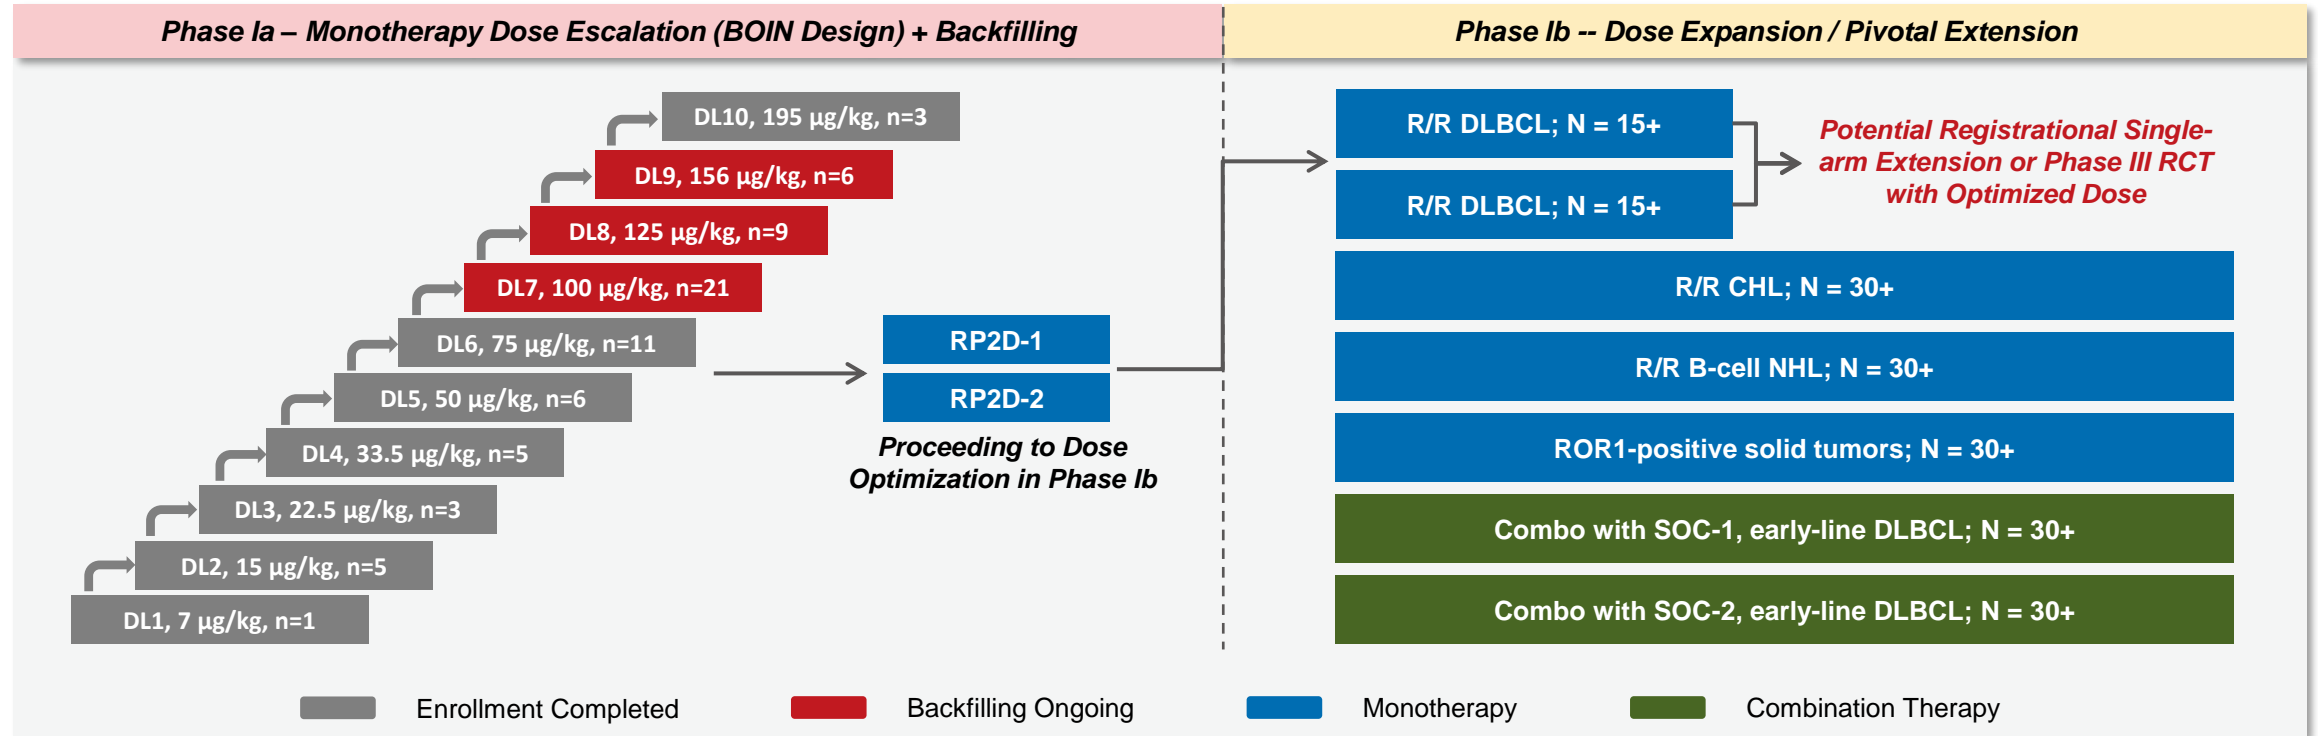 Phase Ia – Monotherapy Dose Escalation (BOIN Design) + Backfilling
Phase Ib -- Dose Expansion / Pivotal Extension
DL10, 195 µg/kg, n=3
DL9, 156 µg/kg, n=6
DL8, 125 µg/kg, n=9
DL7, 100 µg/kg, n=21
DL6, 75 µg/kg, n=11
DL5, 50 µg/kg, n=6
DL4, 33.5 µg/kg, n=5
DL3, 22.5 µg/kg, n=3
DL2, 15 µg/kg, n=5
DL1, 7 µg/kg, n=1
RP2D-1
RP2D-2
Proceeding to Dose
Optimization in Phase Ib
R/R DLBCL; N = 15+
R/R DLBCL; N = 15+
Potential Registrational Single-
arm Extension or Phase III RCT
with Optimized Dose
R/R CHL; N = 30+
R/R B-cell NHL; N = 30+
ROR1-positive solid tumors; N = 30+
Combo with SOC-1, early-line DLBCL; N = 30+
Combo with SOC-2, early-line DLBCL; N = 30+
Enrollment Completed
Backfilling Ongoing
Monotherapy
Combination Therapy